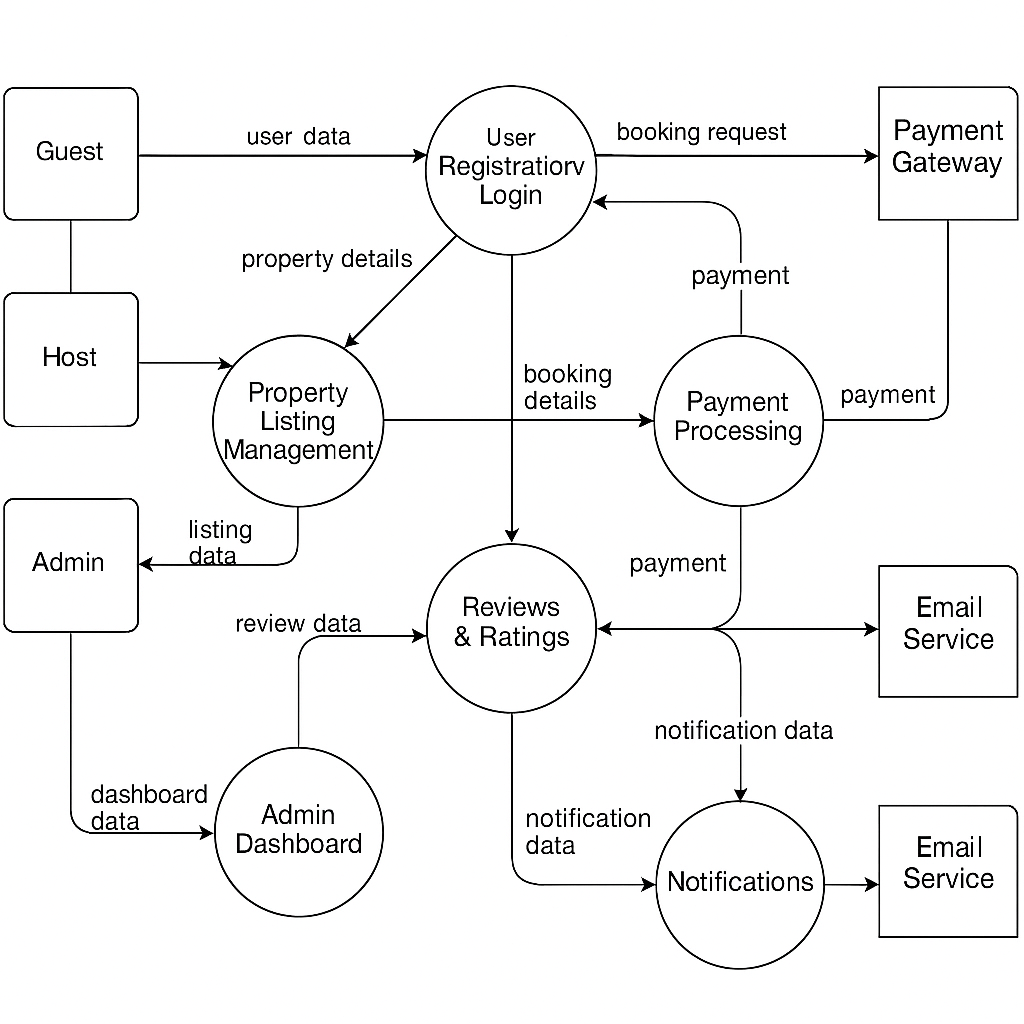 Guest
user data
User
Registratiorv
Login
booking request
Payment
Gateway
property details
payment
Host
Property
Listing
Management
booking
details
Payment
Processing
payment
listing
data
Admin
payment
Reviews
& Ratings
Email
Service
review data
notification data
dashboard
data
Admin
Dashboard
notification
data
Notifications
Email
Service